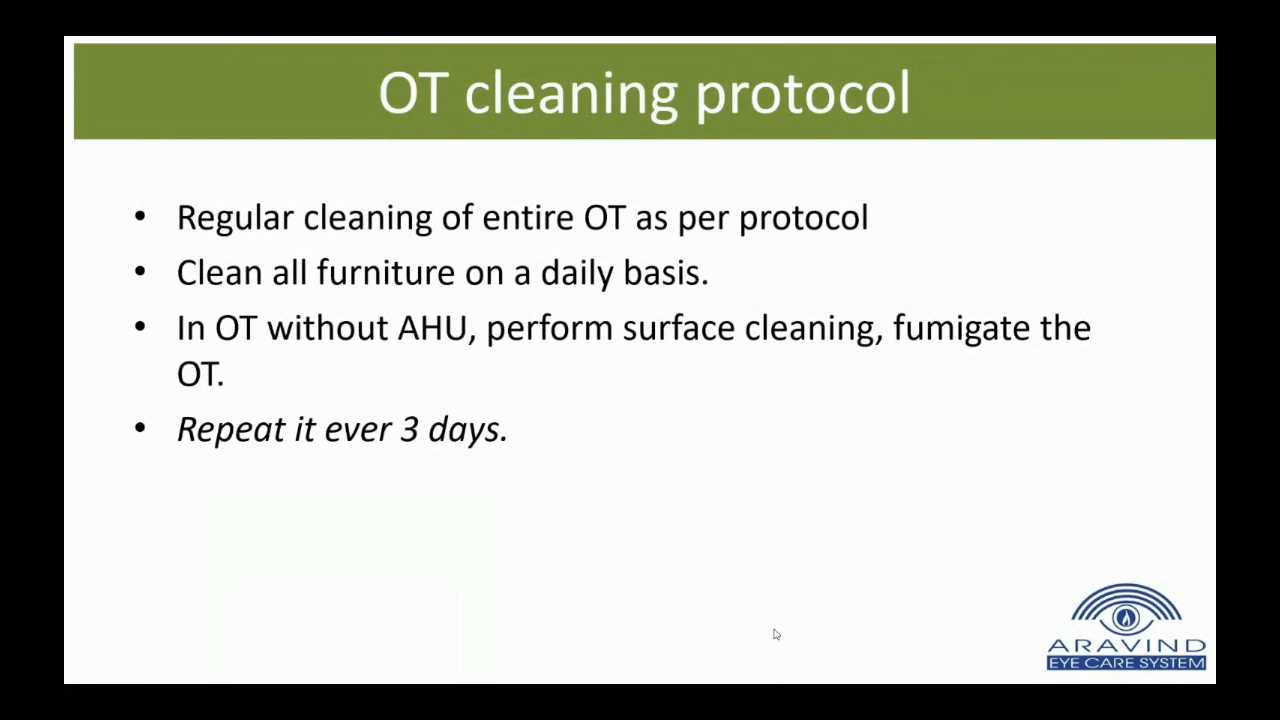 OT cleaning protocol
• Regular cleaning of entire OT as per protocol
• Clean all furniture on a daily basis.
• In OT without AHU, perform surface cleaning, fumigate the
OT.
• Repeat it ever 3 days.
ARAVIND
EYE CARE SYSTEM